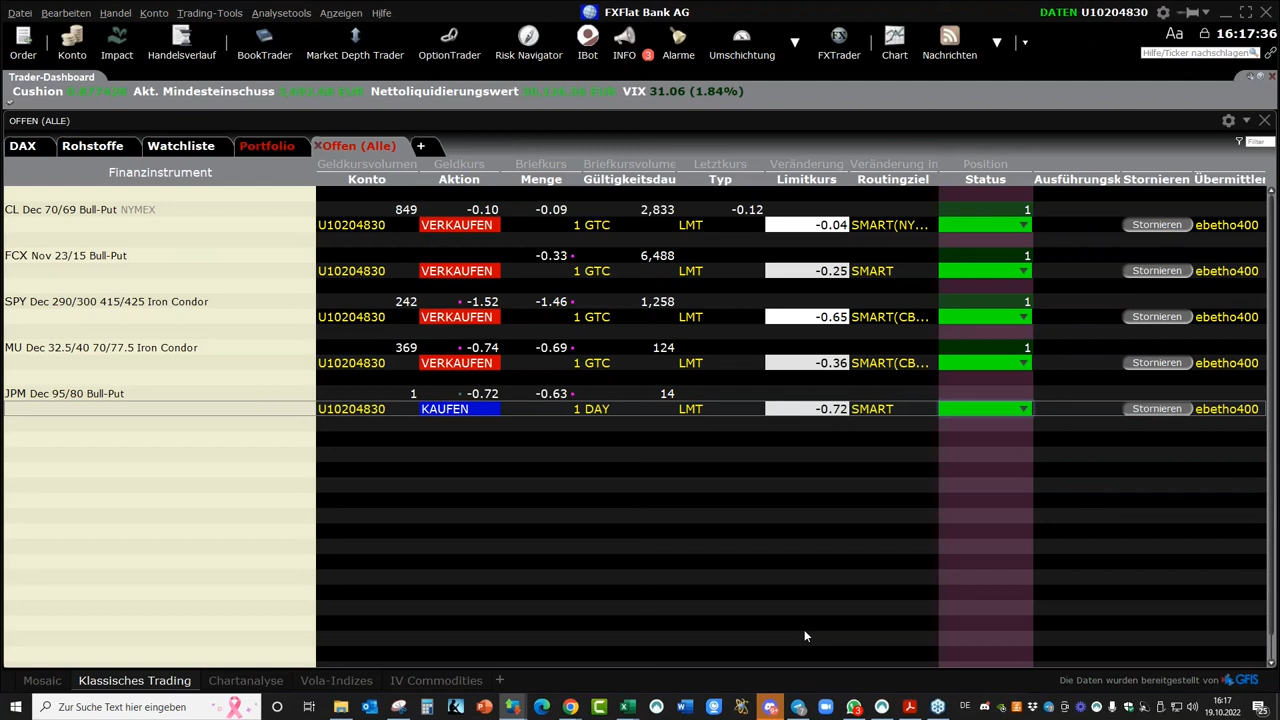 Datei Bearbeiten Handel Konto Trading-Tools Analysetools Anzeigen Hilfe
FXFlat Bank AG
DATEN U10204830
Order Konto Impact Handelsverlauf BookTrader Market Depth Trader OptionTrader Risk Navigator IBot INFO 3 Alarme Umschichtung FXTrader Chart Nachrichten
Aa 16:17:36
Hilfe/Ticker nachschlagen
Trader-Dashboard
Cushion Akt. Mindesteinschuss Nettoliquidierungswert VIX 31.06 (1.84%)
OFFEN (ALLE)
DAX Rohstoffe Watchliste Portfolio Offen (Alle) +
Filter
Geldkursvolumen Geldkurs Briefkurs Briefkursvolume Letztkurs Veränderung Veränderung in Position
Finanzinstrument Konto Aktion Menge Gültigkeitsdau Typ Limitkurs Routingziel Status Ausführungsk Stornieren Übermittler
CL Dec 70/69 Bull-Put NYMEX 849 -0.10 -0.09 2,833 -0.12 1
U10204830 VERKAUFEN 1 GTC LMT -0.04 SMART(NY... Stornieren ebetho400
FCX Nov 23/15 Bull-Put -0.33 6,488 1
U10204830 VERKAUFEN 1 GTC LMT -0.25 SMART Stornieren ebetho400
SPY Dec 290/300 415/425 Iron Condor 242 -1.52 -1.46 1,258 1
U10204830 VERKAUFEN 1 GTC LMT -0.65 SMART(CB... Stornieren ebetho400
MU Dec 32.5/40 70/77.5 Iron Condor 369 -0.74 -0.69 124 1
U10204830 VERKAUFEN 1 GTC LMT -0.36 SMART(CB... Stornieren ebetho400
JPM Dec 95/80 Bull-Put 1 -0.72 -0.63 14
U10204830 KAUFEN 1 DAY LMT -0.72 SMART Stornieren ebetho400
Mosaic Klassisches Trading Chartanalyse Vola-Indizes IV Commodities +
Die Daten wurden bereitgestellt von GFIS
Zur Suche Text hier eingeben
DE
16:17
19.10.2022